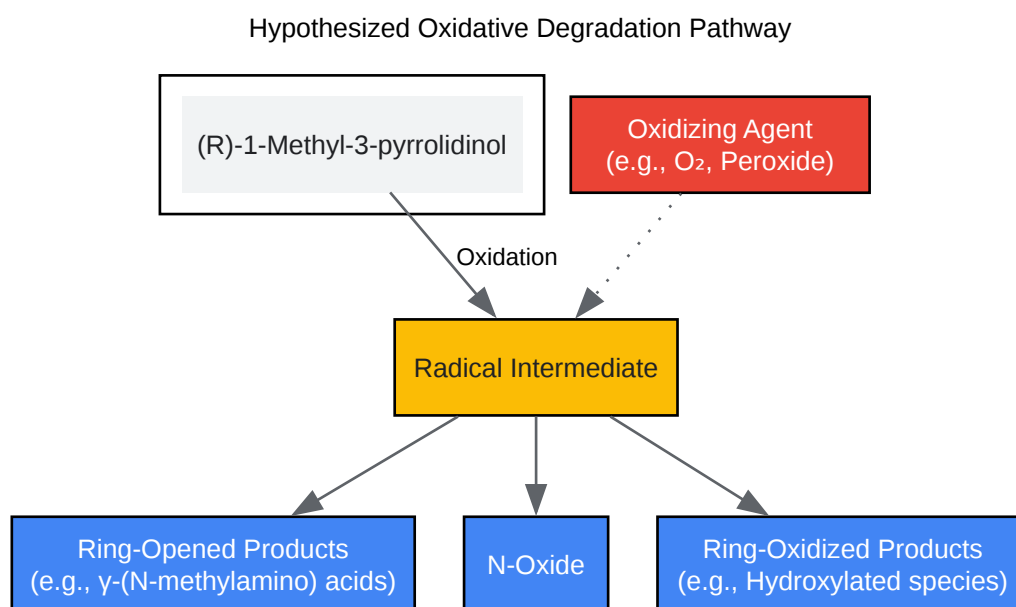 Hypothesized Oxidative Degradation Pathway
(R)-1-Methyl-3-pyrrolidinol
Oxidizing Agent
(e.g., O₂, Peroxide)
Oxidation
Radical Intermediate
Ring-Opened Products
(e.g., γ-(N-methylamino) acids)
N-Oxide
Ring-Oxidized Products
(e.g., Hydroxylated species)